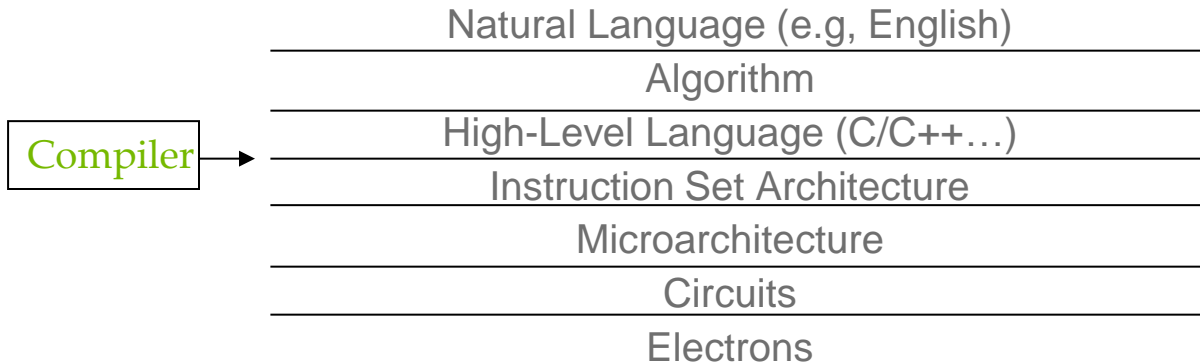 Natural Language (e.g, English)
Algorithm
High-Level Language (C/C++…)
Compiler
Instruction Set Architecture
Microarchitecture
Circuits
Electrons